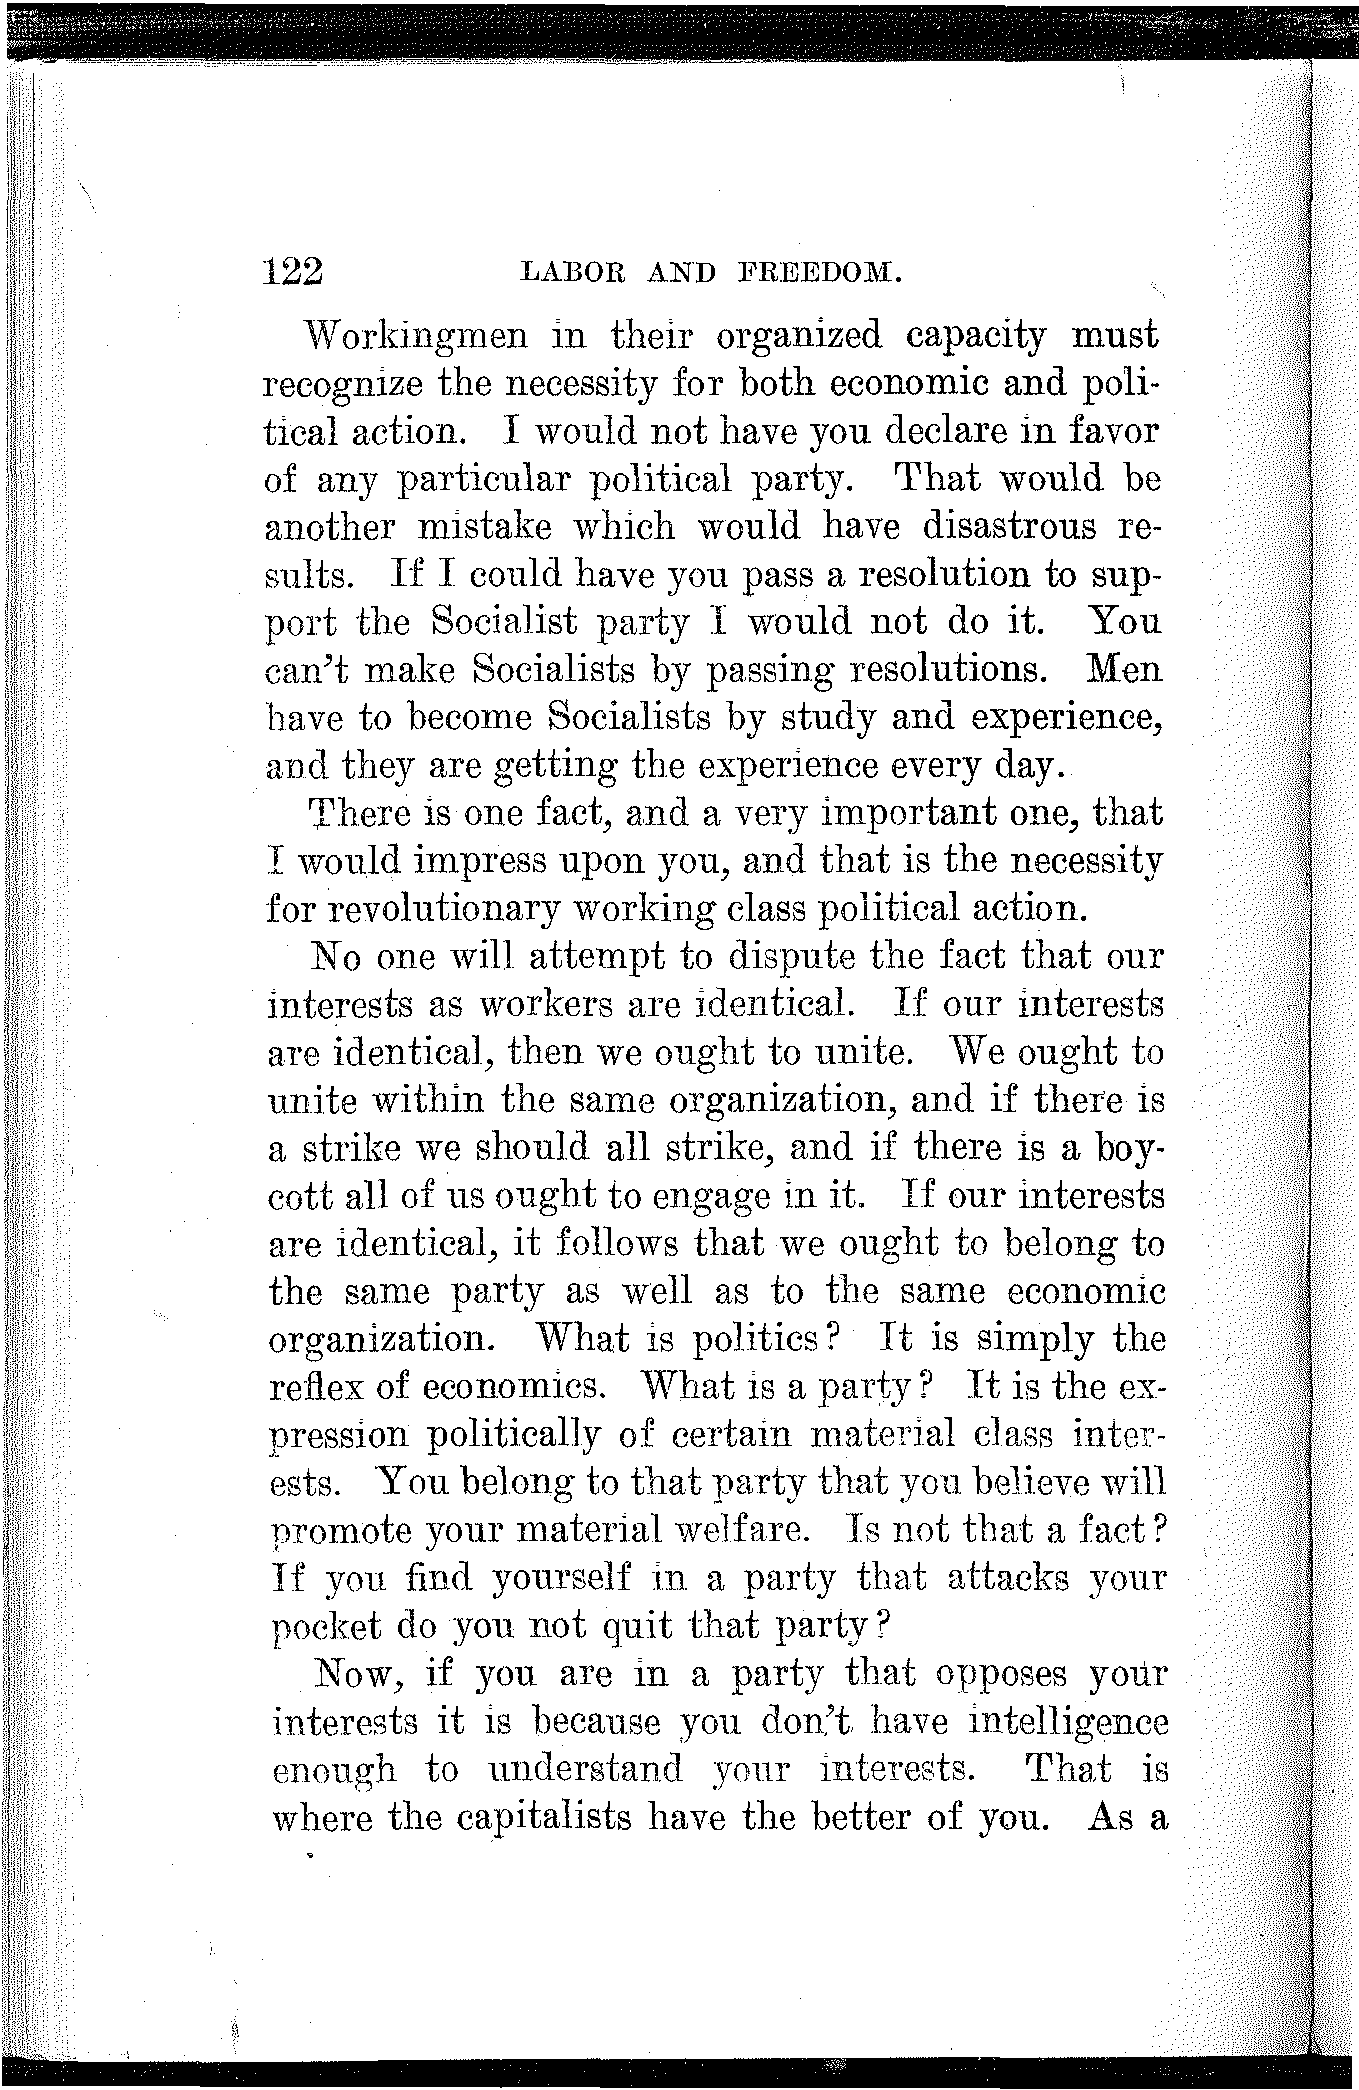 122 LABOR AND FREEDOM.
Workingmen in their organized capacity must
recognize the necessity for both economic and poli-
tical action. I would not have you declare in favor
of any particular political party. That would be
another mistake which would have disastrous re-
sults. If I could have you pass a resolution to sup-
port the Socialist party I would not do it. You
can't make Socialists by passing resolutions. Men
have to become Socialists by study and experience,
and they are getting the experience every day.
There is one fact, and a very important one, that
I would impress upon you, and that is the necessity
for revolutionary working class political action.
No one will attempt to dispute the fact that our
interests as workers are identical. If our interests
are identical, then we ought to unite. We ought to
unite within the same organization, and if there is
a strike we should all strike, and if there is a boy-
cott all of us ought to engage in it. If our interests
are identical, it follows that we ought to belong to
the same party as well as to the same economic
organization. What is politics? It is simply the
reflex of economics. What is a party? It is the ex-
pression politically of certain material class inter-
ests. You belong to that party that you believe will
promote your material welfare. Is not that a fact?
If you find yourself in a party that attacks your
pocket do you not quit that party?
Now, if you are in a party that opposes your
interests it is because you don't have intelligence
enough to understand your interests. That is
where the capitalists have the better of you. As a